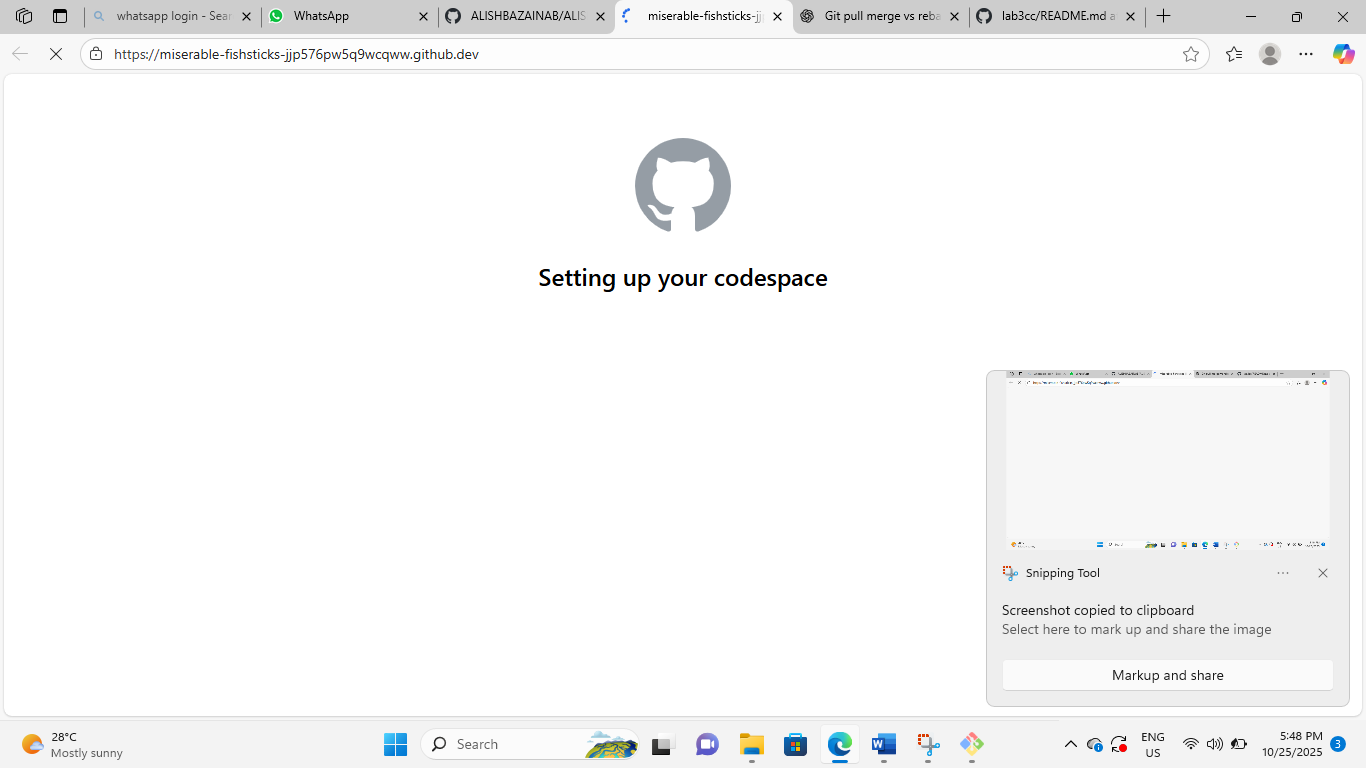 whatsapp login - Sear
WhatsApp
ALISHBAZAINAB/ALIS
miserable-fishsticks-jj
Git pull merge vs reba
lab3cc/README.md a
https://miserable-fishsticks-jjp576pw5q9wcqww.github.dev
Setting up your codespace
Snipping Tool
Screenshot copied to clipboard
Select here to mark up and share the image
Markup and share
28°C
Mostly sunny
Search
ENG
US
5:48 PM
10/25/2025
3